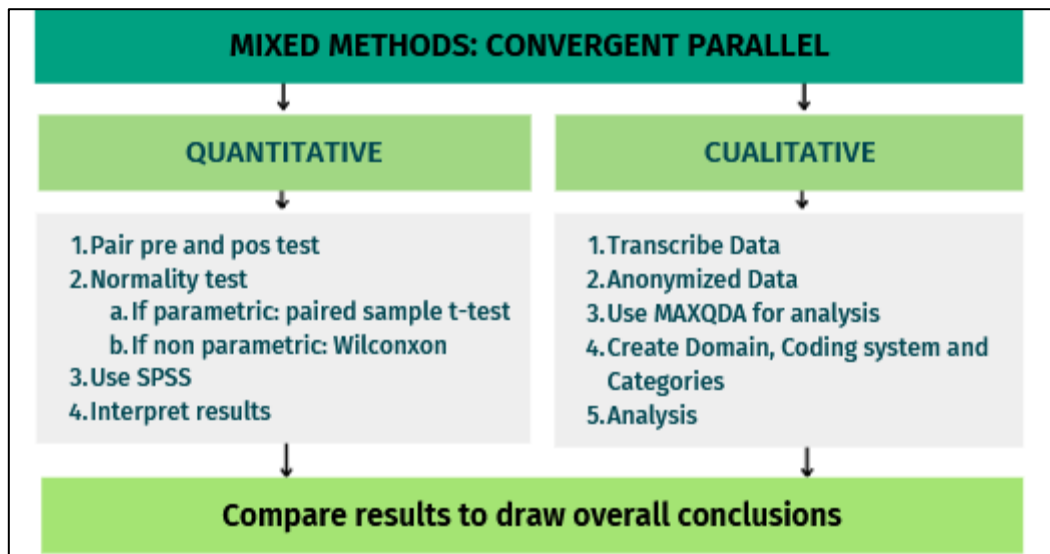 MIXED METHODS: CONVERGENT PARALLEL
QUANTITATIVE
1. Pair pre and pos test
2. Normality test
a. If parametric: paired sample t-test
b. If non parametric: Wilconxon
3. Use SPSS
4. Interpret results
CUALITATIVE
1. Transcribe Data
2. Anonymized Data
3. Use MAXQDA for analysis
4. Create Domain, Coding system and
Categories
5. Analysis
Compare results to draw overall conclusions